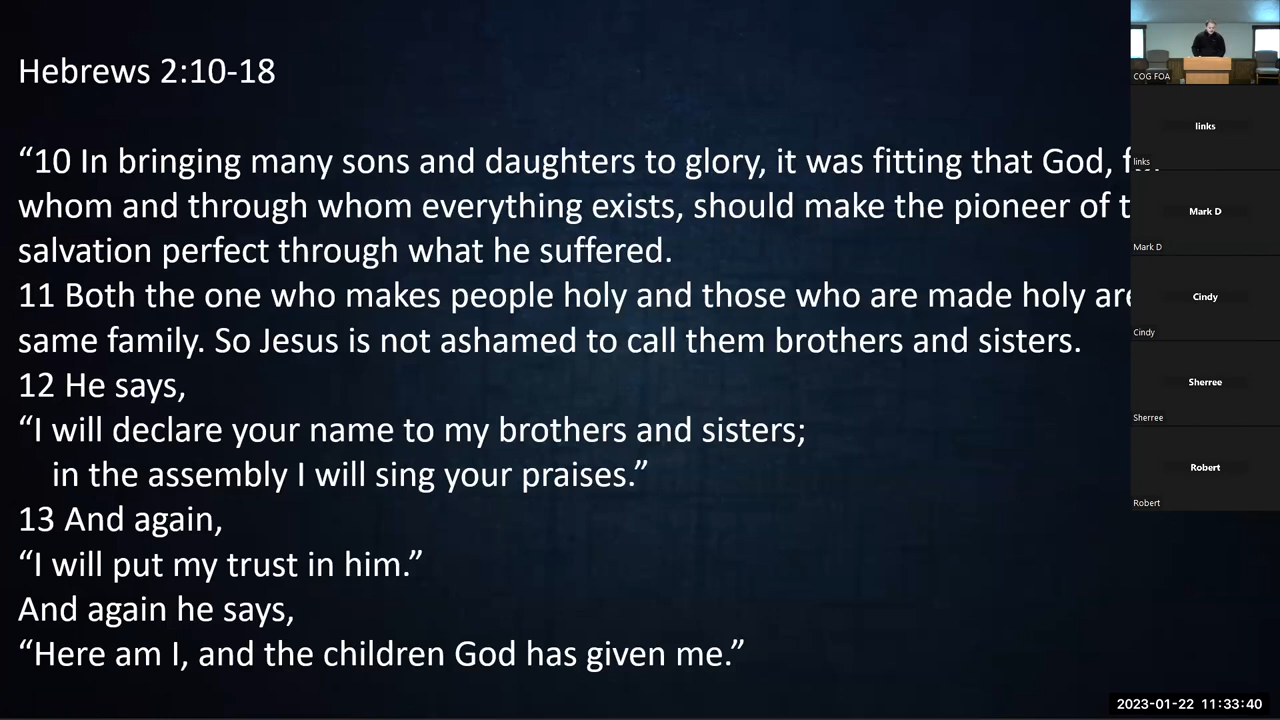 Hebrews 2:10-18
“10 In bringing many sons and daughters to glory, it was fitting that God,
whom and through whom everything exists, should make the pioneer of
salvation perfect through what he suffered.
11 Both the one who makes people holy and those who are made holy are
same family. So Jesus is not ashamed to call them brothers and sisters.
12 He says,
“I will declare your name to my brothers and sisters;
in the assembly I will sing your praises.”
13 And again,
“I will put my trust in him.”
And again he says,
“Here am I, and the children God has given me.”
COG FOA
links
links
Mark D
Mark D
Cindy
Cindy
Sherree
Sherree
Robert
Robert
2023-01-22 11:33:40